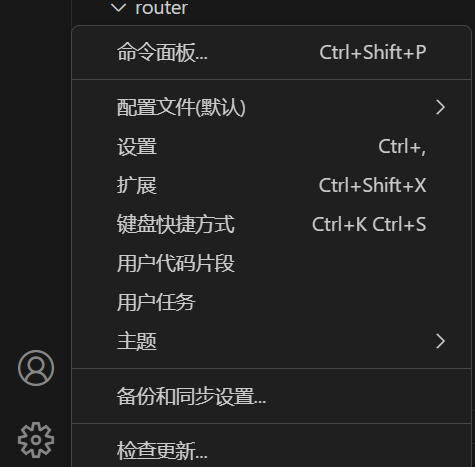 router
命令面板... Ctrl+Shift+P
配置文件(默认)
设置 Ctrl+,
扩展 Ctrl+Shift+X
键盘快捷方式 Ctrl+K Ctrl+S
用户代码片段
用户任务
主题
备份和同步设置...
检查更新...